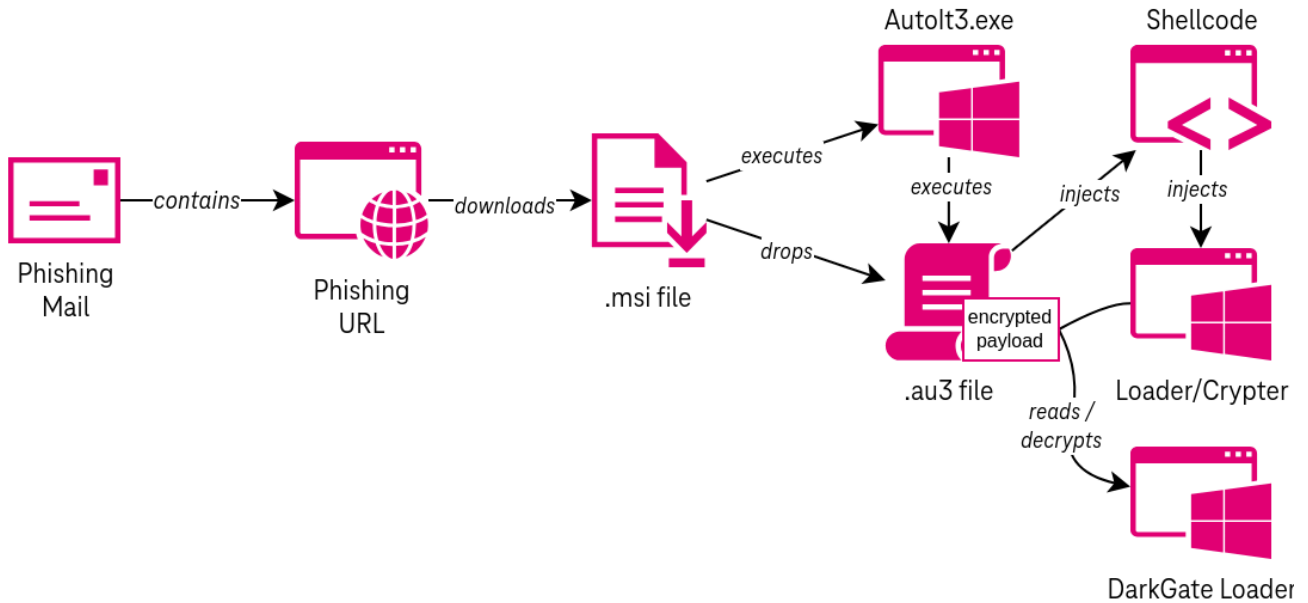 AutoIt3.exe
Shellcode
executes
contains
downloads
executes
injects
injects
drops
Phishing
Mail
Phishing
URL
.msi file
encrypted
payload
.au3 file
Loader/Crypter
reads /
decrypts
DarkGate Loader